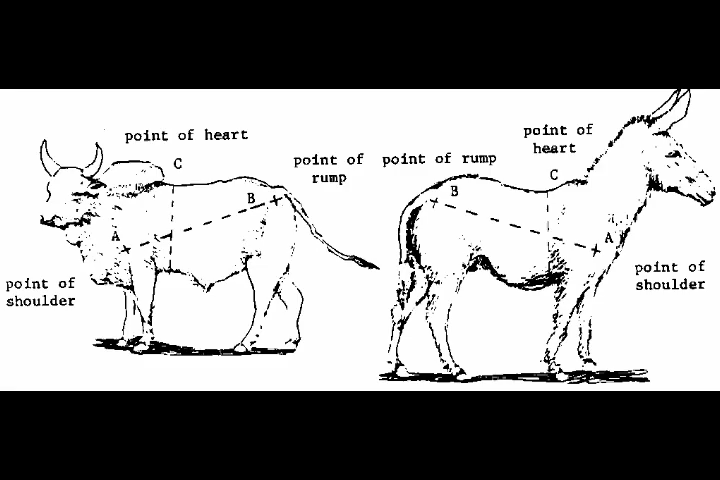 point of heart
C
point of
rump
B
A
point of
shoulder
point of rump
point of
heart
C
B
A
point of
shoulder